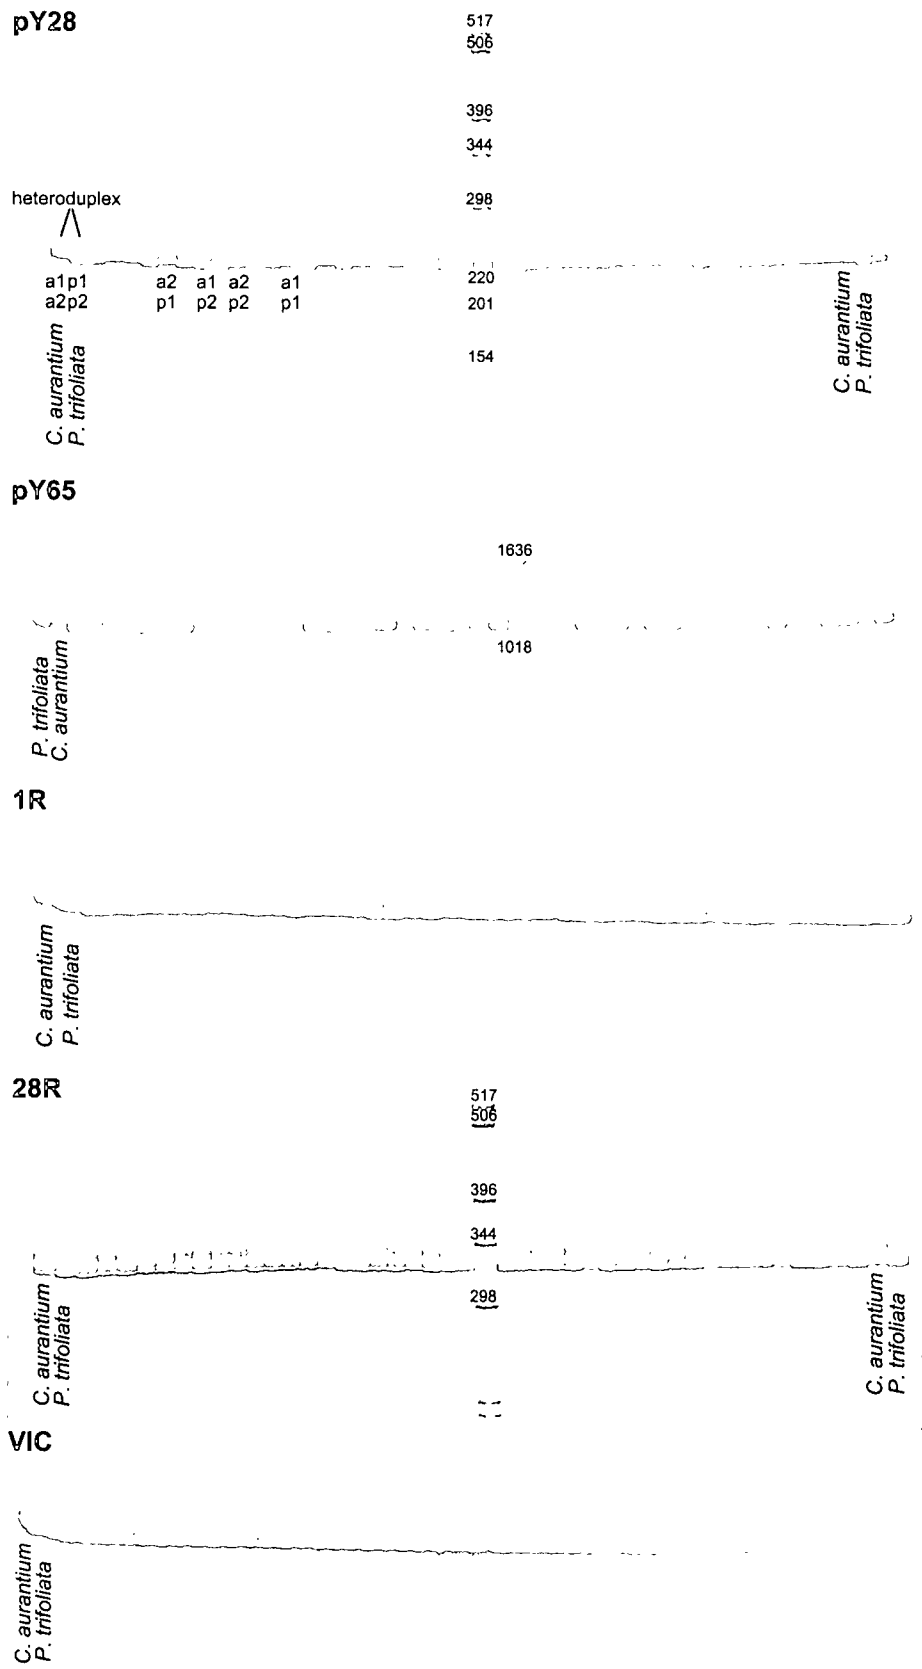 pY28
517
506
396
344
298
heteroduplex
a1p1 a2 a1 a2 a1
a2p2 p1 p2 p2 p1
220
201
154
C. aurantium
P. trifoliata
C. aurantium
P. trifoliata
pY65
1636
1018
P. trifoliata
C. aurantium
1R
C. aurantium
P. trifoliata
28R
517
506
396
344
298
C. aurantium
P. trifoliata
C. aurantium
P. trifoliata
VIC
C. aurantium
P. trifoliata